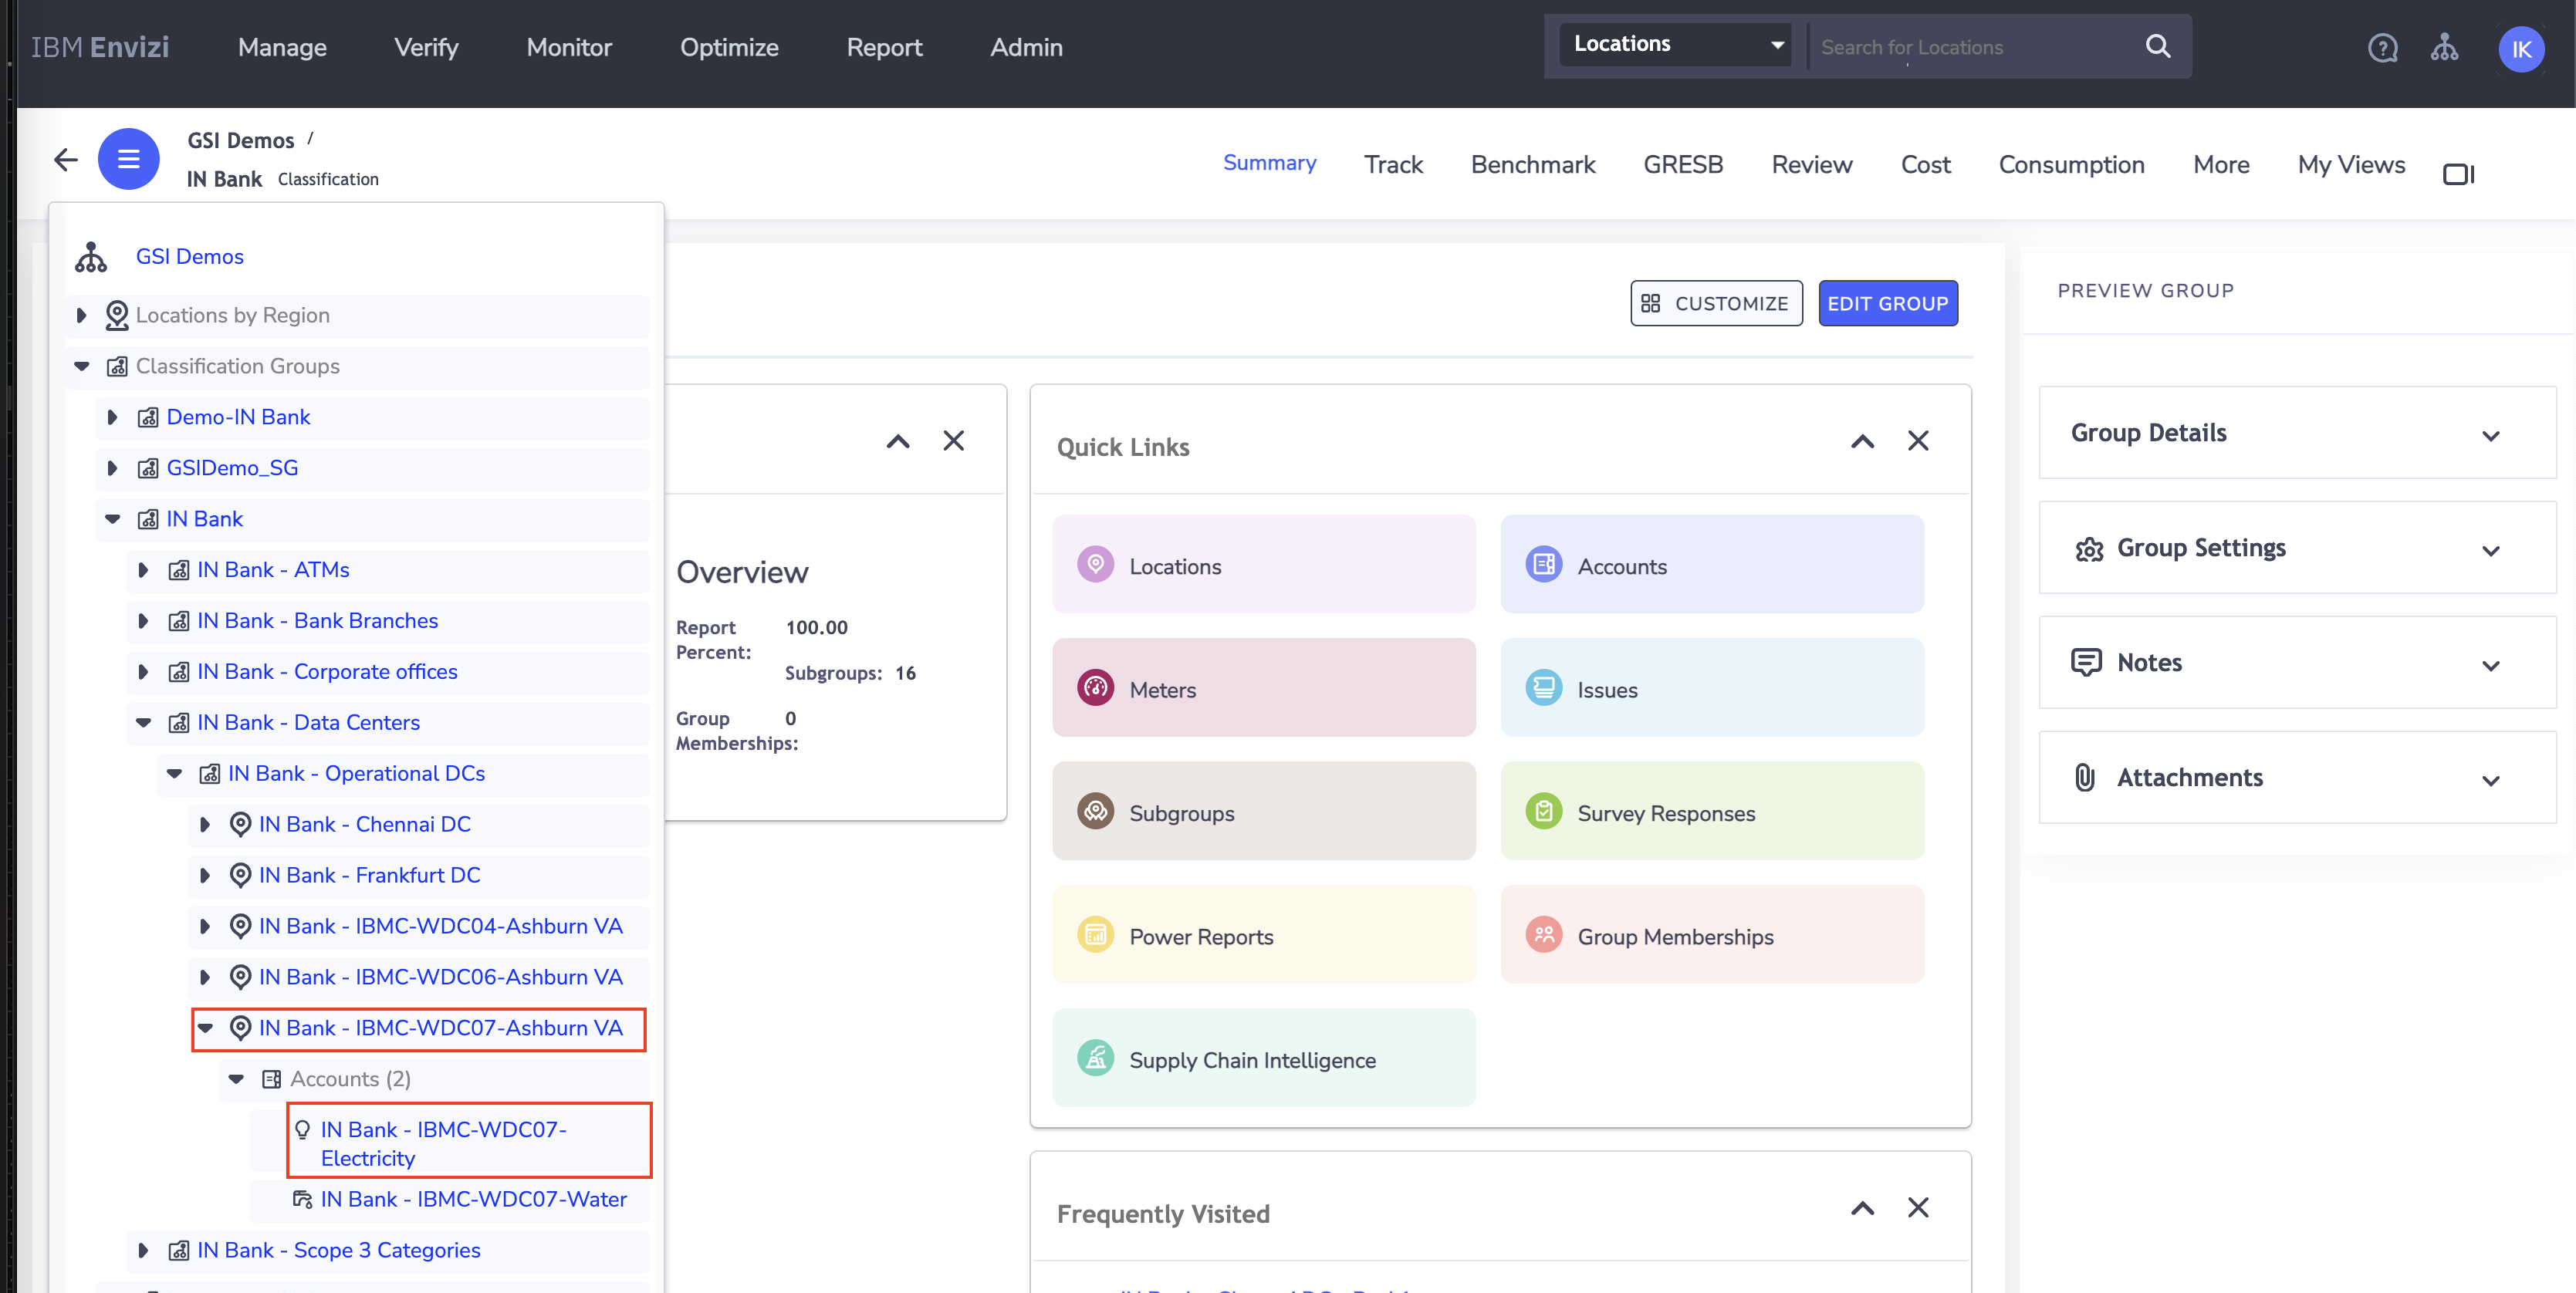 IBM Envizi
Manage
Verify
Monitor
Optimize
Report
Admin
Locations
Search for Locations
IK
GSI Demos /
IN Bank Classification
Summary
Track
Benchmark
GRESB
Review
Cost
Consumption
More
My Views
GSI Demos
Locations by Region
Classification Groups
Demo-IN Bank
GSIDemo_SG
IN Bank
IN Bank - ATMs
IN Bank - Bank Branches
IN Bank - Corporate offices
IN Bank - Data Centers
IN Bank - Operational DCs
IN Bank - Chennai DC
IN Bank - Frankfurt DC
IN Bank - IBMC-WDC04-Ashburn VA
IN Bank - IBMC-WDC06-Ashburn VA
IN Bank - IBMC-WDC07-Ashburn VA
Accounts (2)
IN Bank - IBMC-WDC07-
Electricity
IN Bank - IBMC-WDC07-Water
IN Bank - Scope 3 Categories
CUSTOMIZE
EDIT GROUP
Overview
Report
Percent:
100.00
Subgroups: 16
Group
Memberships:
0
Quick Links
Locations
Accounts
Meters
Issues
Subgroups
Survey Responses
Power Reports
Group Memberships
Supply Chain Intelligence
Frequently Visited
PREVIEW GROUP
Group Details
Group Settings
Notes
Attachments